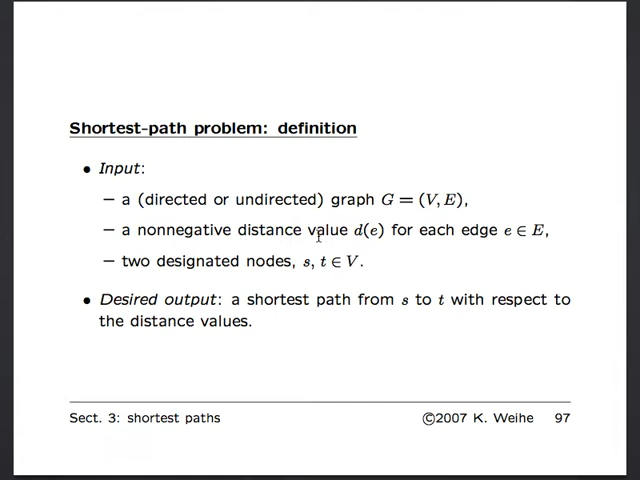 Shortest-path problem: definition
• Input:
– a (directed or undirected) graph G = (V, E),
– a nonnegative distance value d(e) for each edge e ∈ E,
– two designated nodes, s, t ∈ V.
• Desired output: a shortest path from s to t with respect to
the distance values.
Sect. 3: shortest paths ©2007 K. Weihe 97